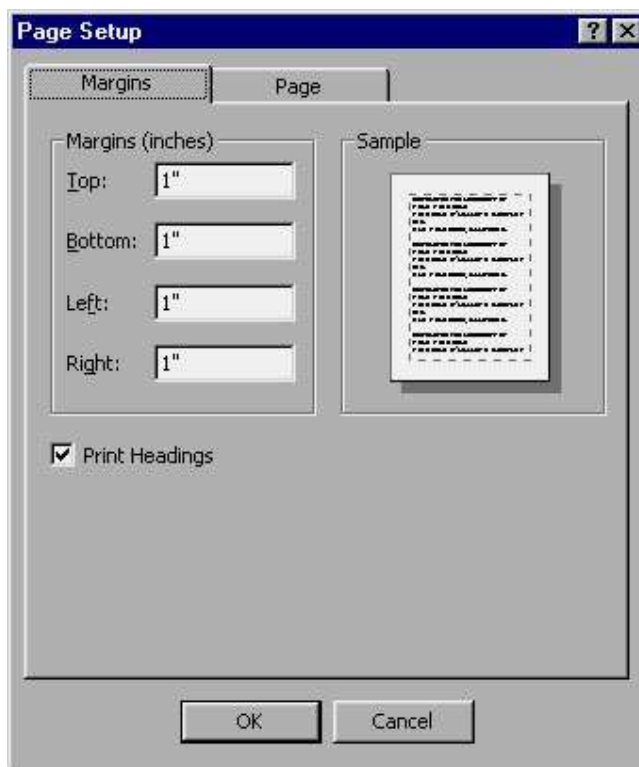 Page Setup
Margins Page
Margins (inches)
Sample
Top: 1"
Bottom: 1"
Left: 1"
Right: 1"
Print Headings
OK Cancel